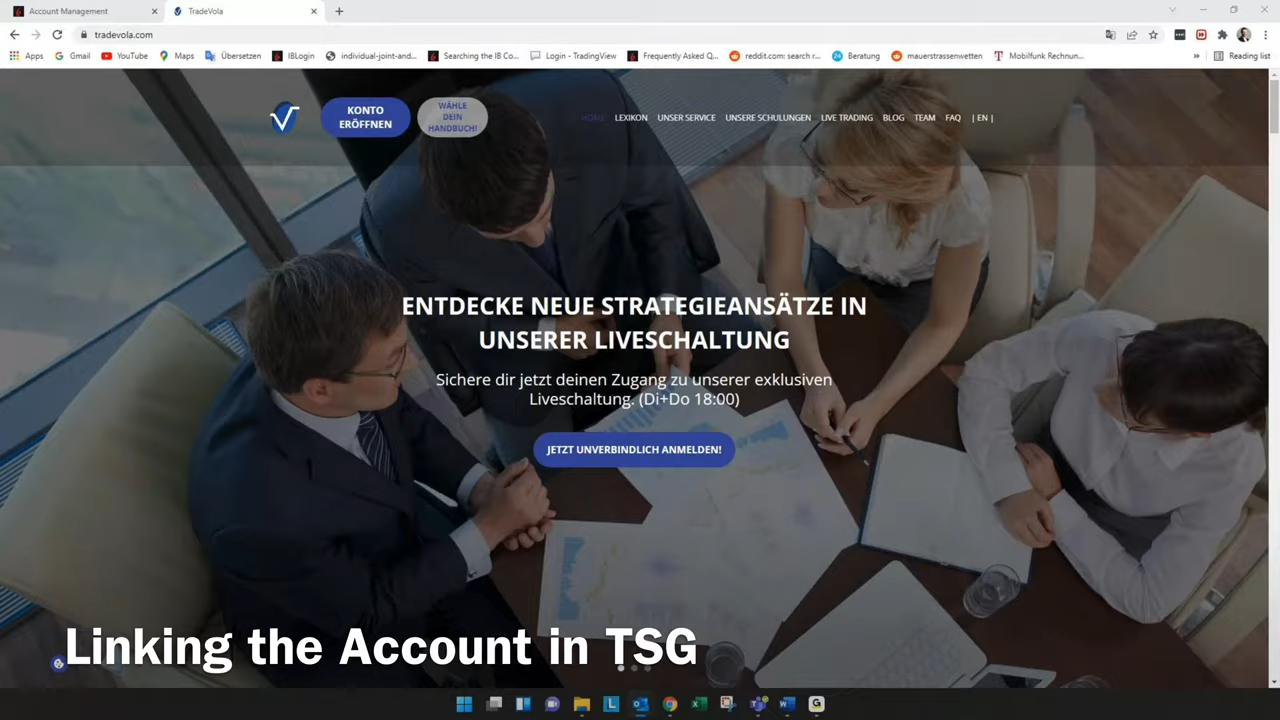 Account Management
TradeVola
tradevola.com
Apps
Gmail
YouTube
Maps
Übersetzen
IBLogin
individual-joint-and...
Searching the IB Co...
Login - TradingView
Frequently Asked Q...
reddit.com: search r...
Beratung
mauerstrassenwetten
Mobilfunk Rechnun...
»
Reading list
KONTO
ERÖFFNEN
WÄHLE
DEIN
HANDBUCH!
HOME
LEXIKON
UNSER SERVICE
UNSERE SCHULUNGEN
LIVE TRADING
BLOG
TEAM
FAQ
| EN |
ENTDECKE NEUE STRATEGIEANSÄTZE IN
UNSERER LIVESCHALTUNG
Sichere dir jetzt deinen Zugang zu unserer exklusiven
Liveschaltung. (Di+Do 18:00)
JETZT UNVERBINDLICH ANMELDEN!
Linking the Account in TSG